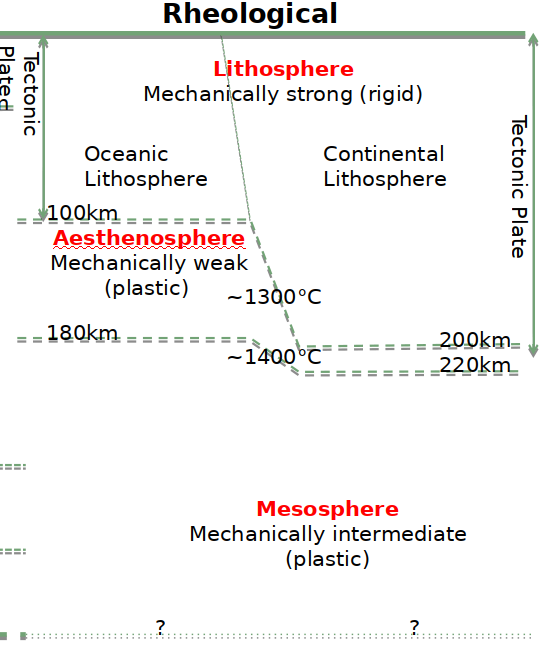 Rheological
Tectonic
Plated
Lithosphere
Mechanically strong (rigid)
Oceanic
Lithosphere
Continental
Lithosphere
Tectonic Plate
100km
Aesthenosphere
Mechanically weak
(plastic)
~1300°C
180km
~1400°C
200km
220km
Mesosphere
Mechanically intermediate
(plastic)
?
?